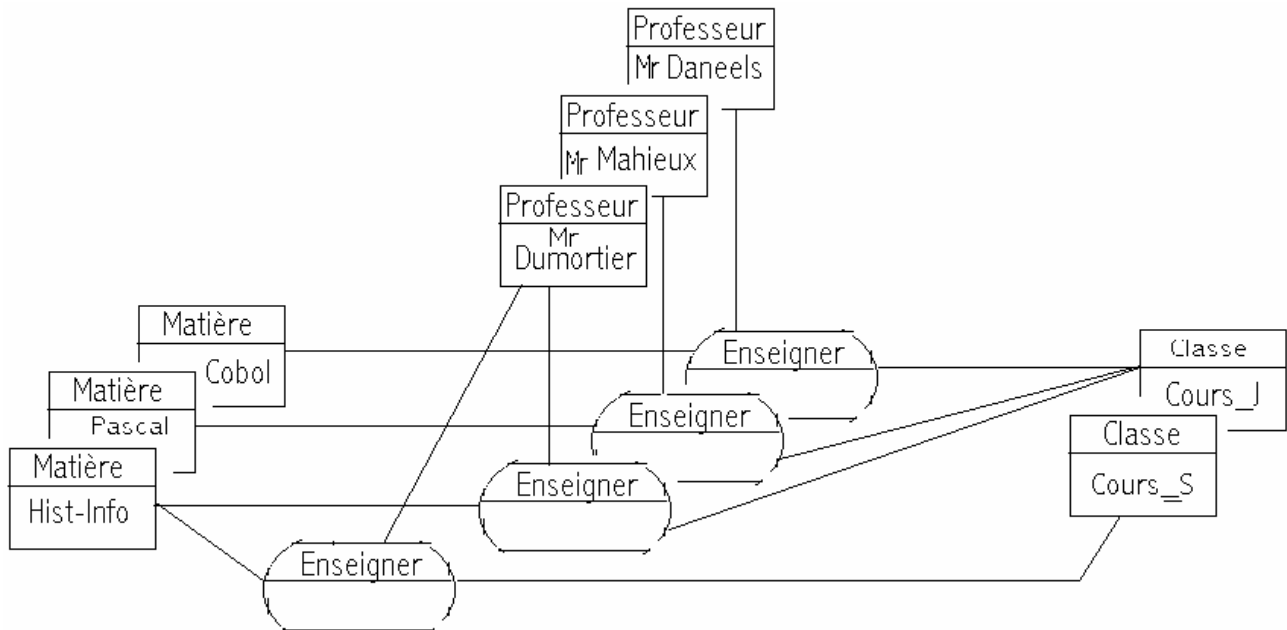 Professeur
Mr Daneels
Professeur
Mr Mahieux
Professeur
Mr
Dumortier
Matière
Cobol
Matière
Pascal
Matière
Hist-Info
Enseigner
Enseigner
Enseigner
Enseigner
Classe
Cours_J
Classe
Cours_S